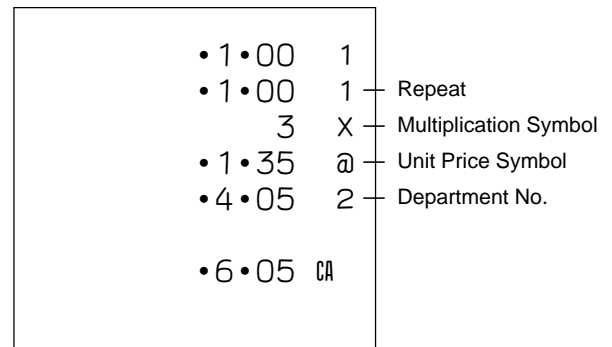 •1•00 1
•1•00 1 Repeat
3 X Multiplication Symbol
•1•35 @ Unit Price Symbol
•4•05 2 Department No.
•6•05 CA